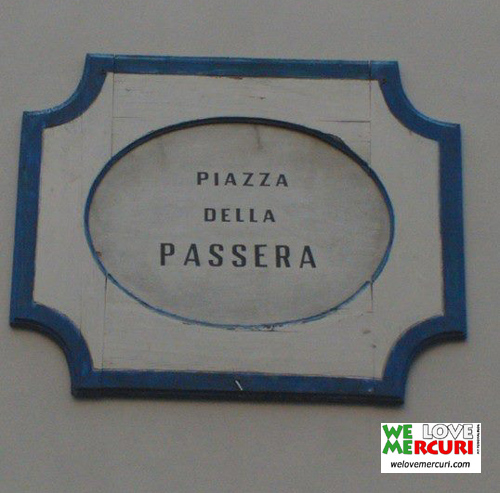 PIAZZA
DELLA
PASSERA
WE LOVE
MERCURI
welovemercuri.com